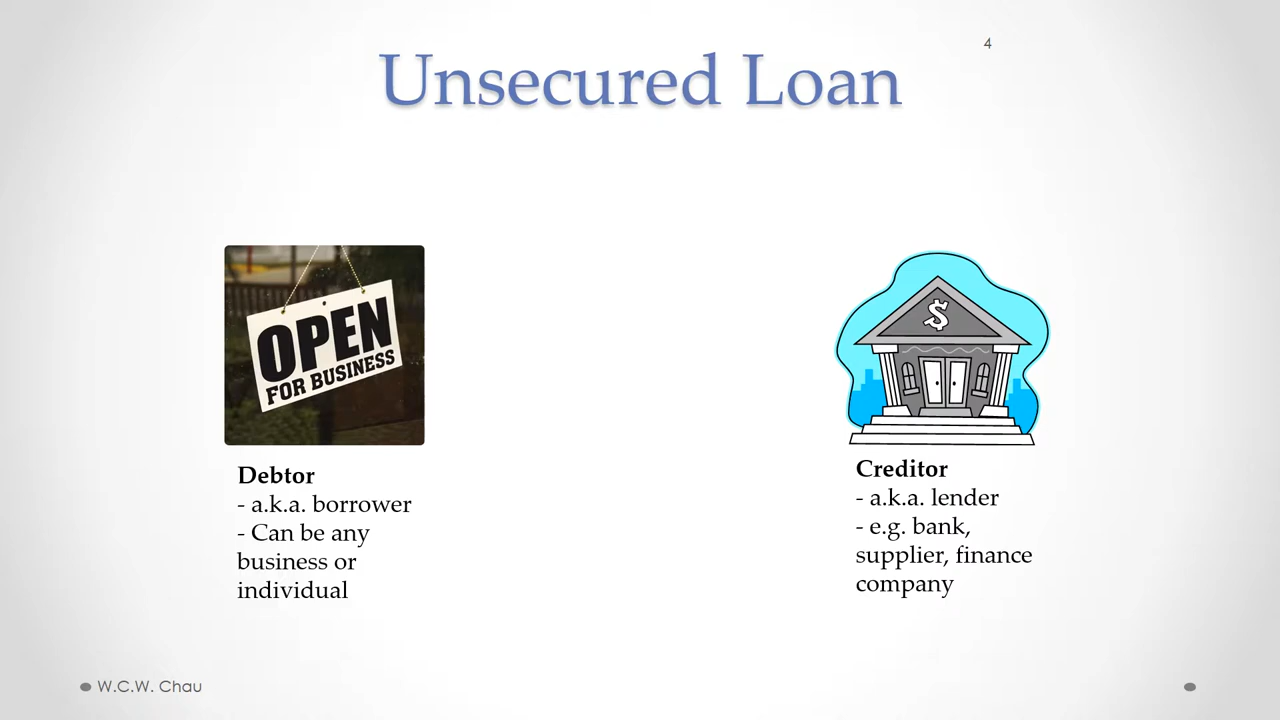 4
Unsecured Loan
OPEN
FOR BUSINESS
$
Debtor
- a.k.a. borrower
- Can be any
business or
individual
Creditor
- a.k.a. lender
- e.g. bank,
supplier, finance
company
W.C.W. Chau